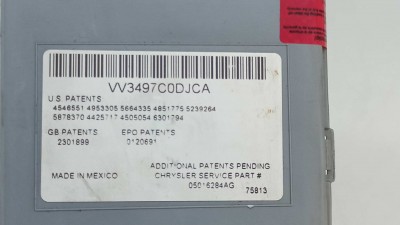 VV3497C0DJCA
U.S. PATENTS
4546551 4953305 5664335 4851775 5239264
5878370 4425717 4505054 6301794
GB PATENTS EPO PATENTS
2301899 0120691
ADDITIONAL PATENTS PENDING
MADE IN MEXICO CHRYSLER SERVICE PART #
05016284AG
75813